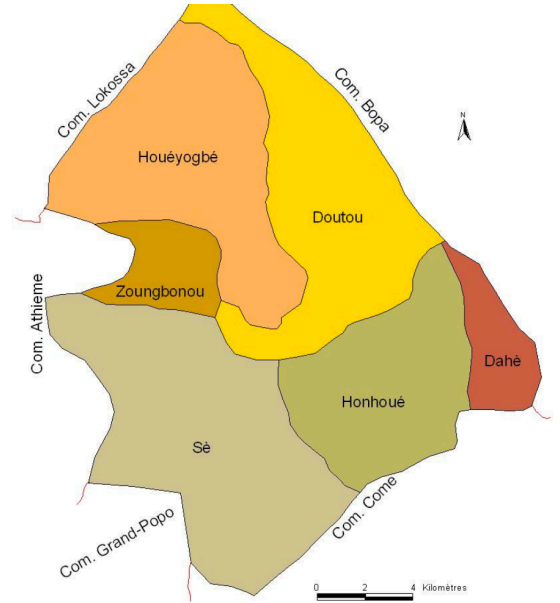 Com. Lokossa
Com. Bopa
N
Houéyogbé
Doutou
Zoungbonou
Com. Athieme
Dahè
Honhoué
Sè
Com. Come
Com. Grand-Popo
0 2 4 Kilomètres